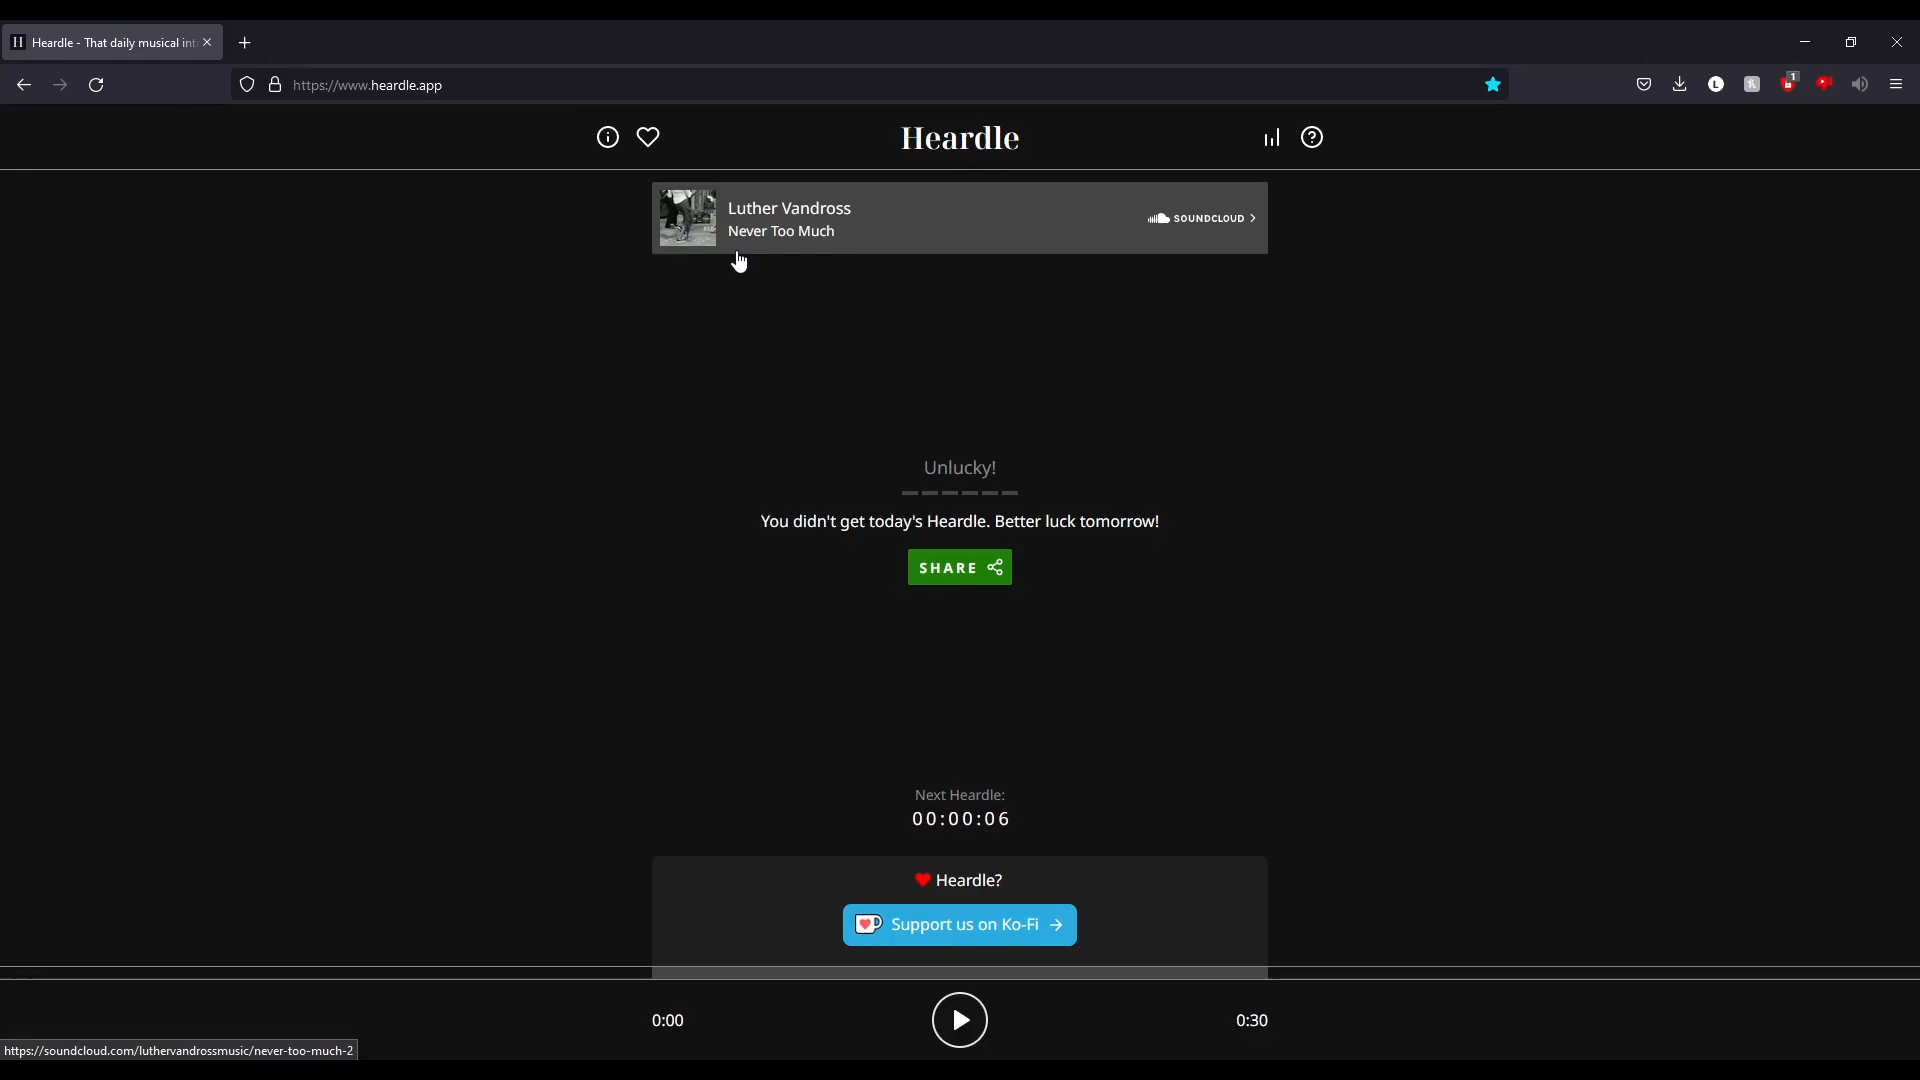 Heardle - That daily musical int
https://www.heardle.app
1
Heardle
Luther Vandross
Never Too Much
SOUNDCLOUD
Unlucky!
You didn't get today's Heardle. Better luck tomorrow!
SHARE
Next Heardle:
00:00:06
Heardle?
Support us on Ko-Fi
0:00
0:30
https://soundcloud.com/luthervandrossmusic/never-too-much-2